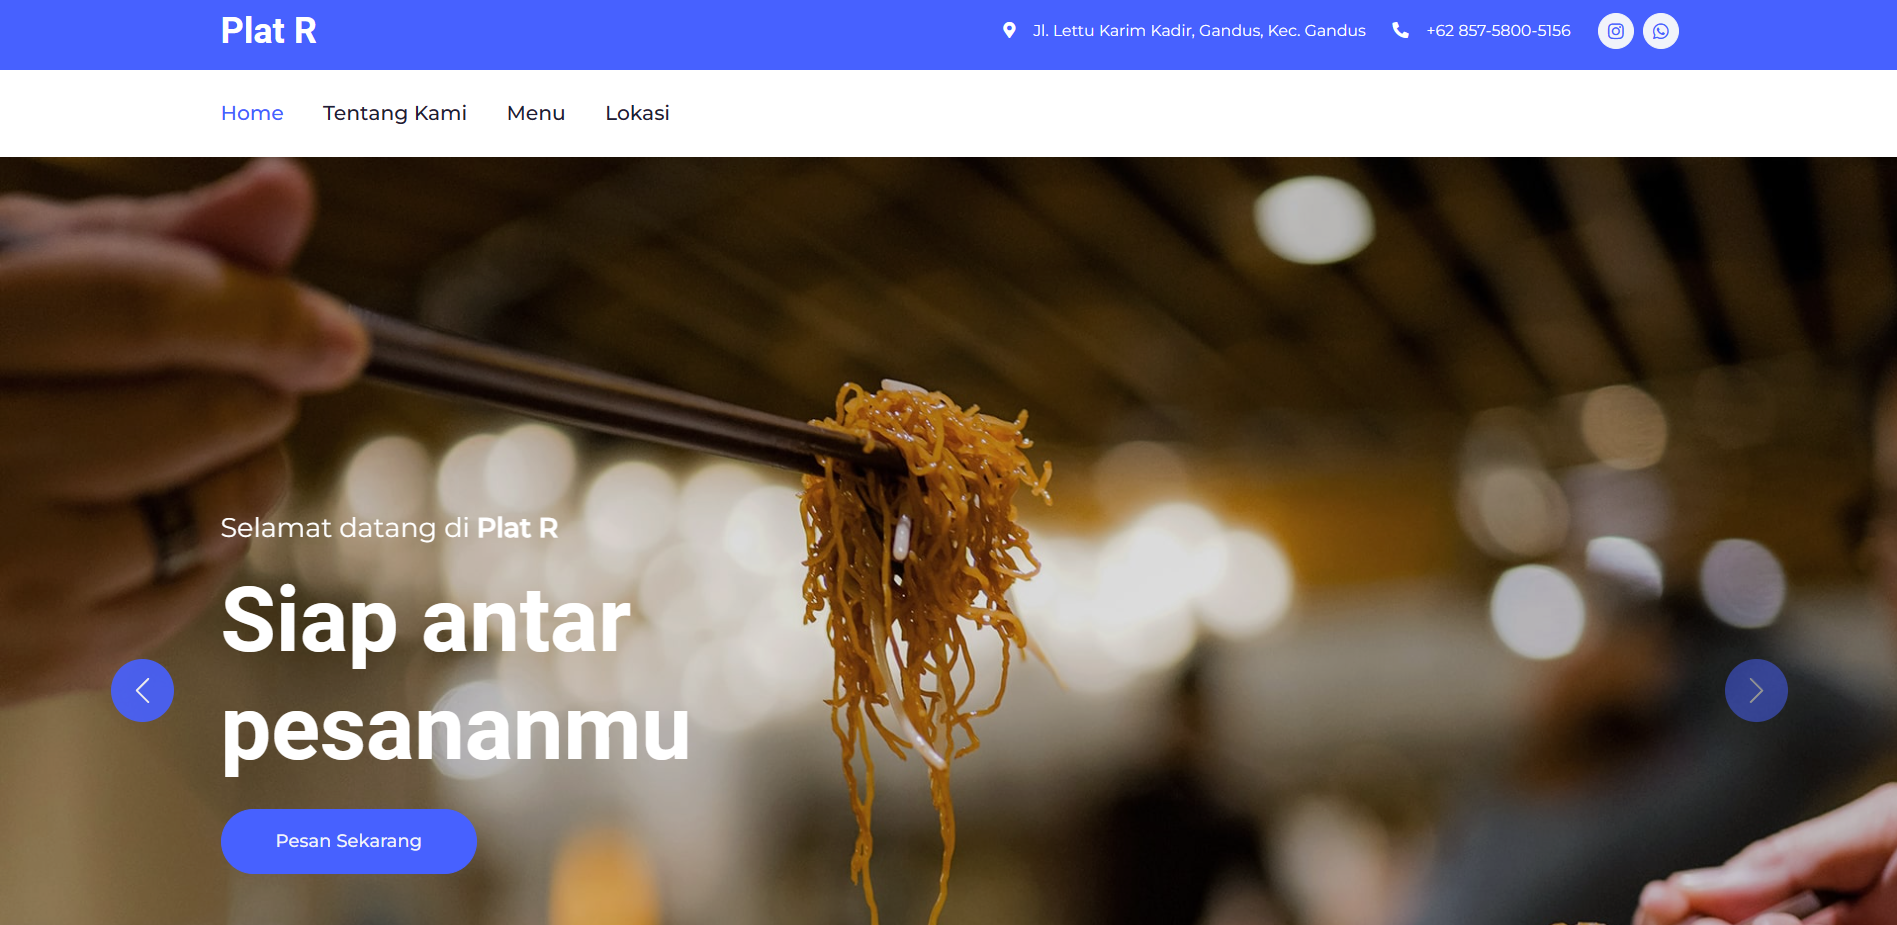 Plat R
Jl. Lettu Karim Kadir, Gandus, Kec. Gandus
+62 857-5800-5156
Home
Tentang Kami
Menu
Lokasi
Selamat datang di Plat R
Siap antar
pesananmu
Pesan Sekarang